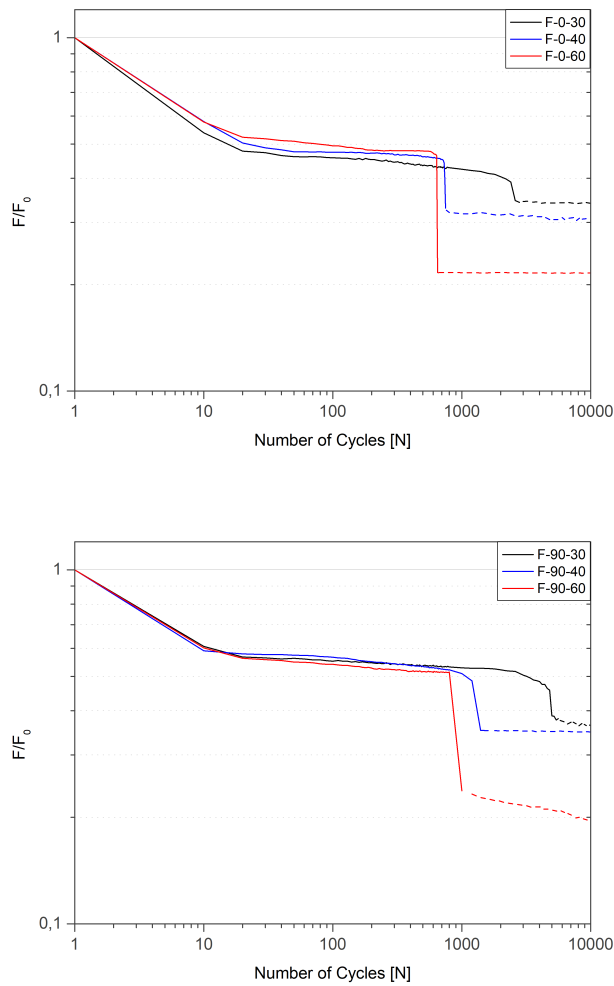 F-0-30
F-0-40
F-0-60
1
F/F0
0,1
1 10 100 1000 10000
Number of Cycles [N]
F-90-30
F-90-40
F-90-60
1
F/F0
0,1
1 10 100 1000 10000
Number of Cycles [N]